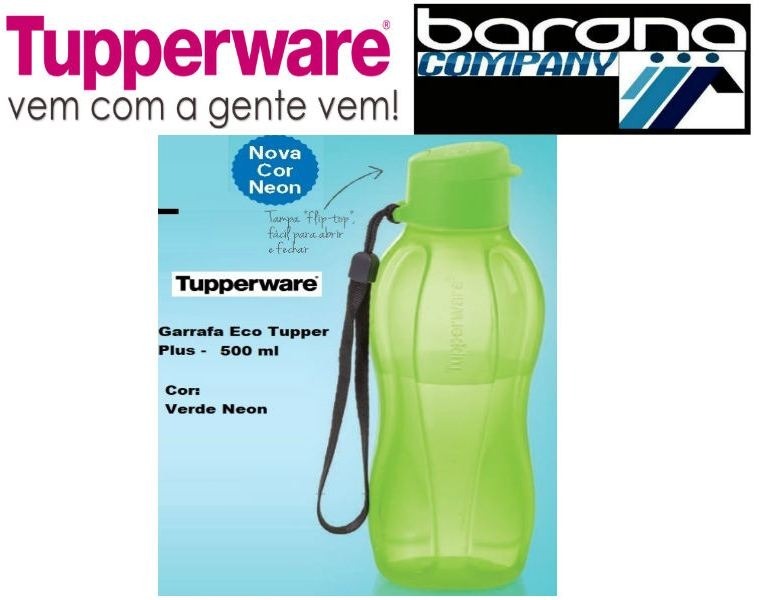 Tupperware®
vem com a gente vem!
barana
COMPANY
Nova
Cor
Neon
Tampa "flip-top",
fácil para abrir
e fechar
Tupperware®
Garrafa Eco Tupper
Plus - 500 ml
Cor:
Verde Neon
Tupperware